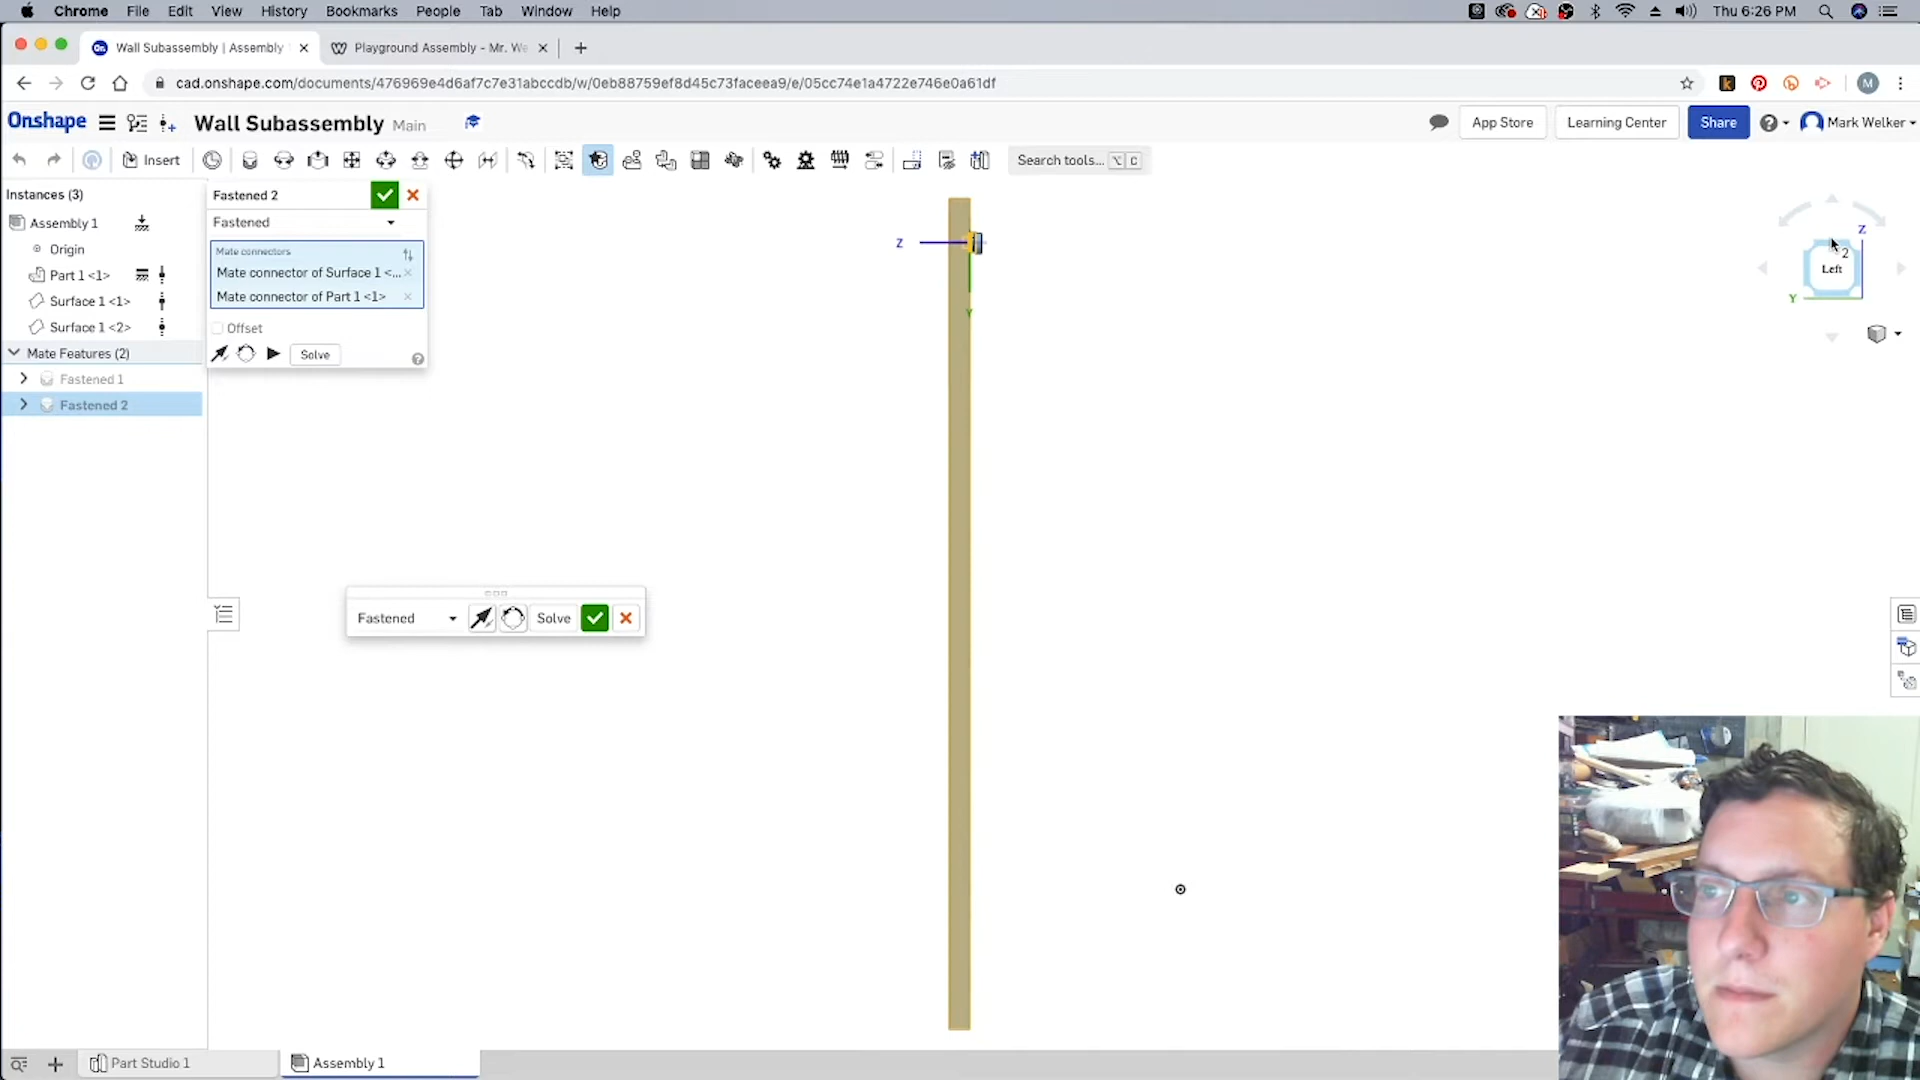 Chrome File Edit View History Bookmarks People Tab Window Help Thu 6:26 PM
Wall Subassembly | Assembly
Playground Assembly - Mr. We
cad.onshape.com/documents/476969e4d6af7c7e31abccdb/w/0eb88759ef8d45c73faceea9/e/05cc74e1a4722e746e0a61df
M
Onshape Wall Subassembly Main App Store Learning Center Share Mark Welker
Insert Search tools... ⌥ C
Instances (3)
Assembly 1
Origin
Part 1 <1>
Surface 1 <1>
Surface 1 <2>
Mate Features (2)
Fastened 1
Fastened 2
Fastened 2
Fastened
Mate connectors
Mate connector of Surface 1 <...
Mate connector of Part 1 <1>
Offset
Solve
Z
Y
Z
2
Left
Y
Fastened Solve
Part Studio 1 Assembly 1